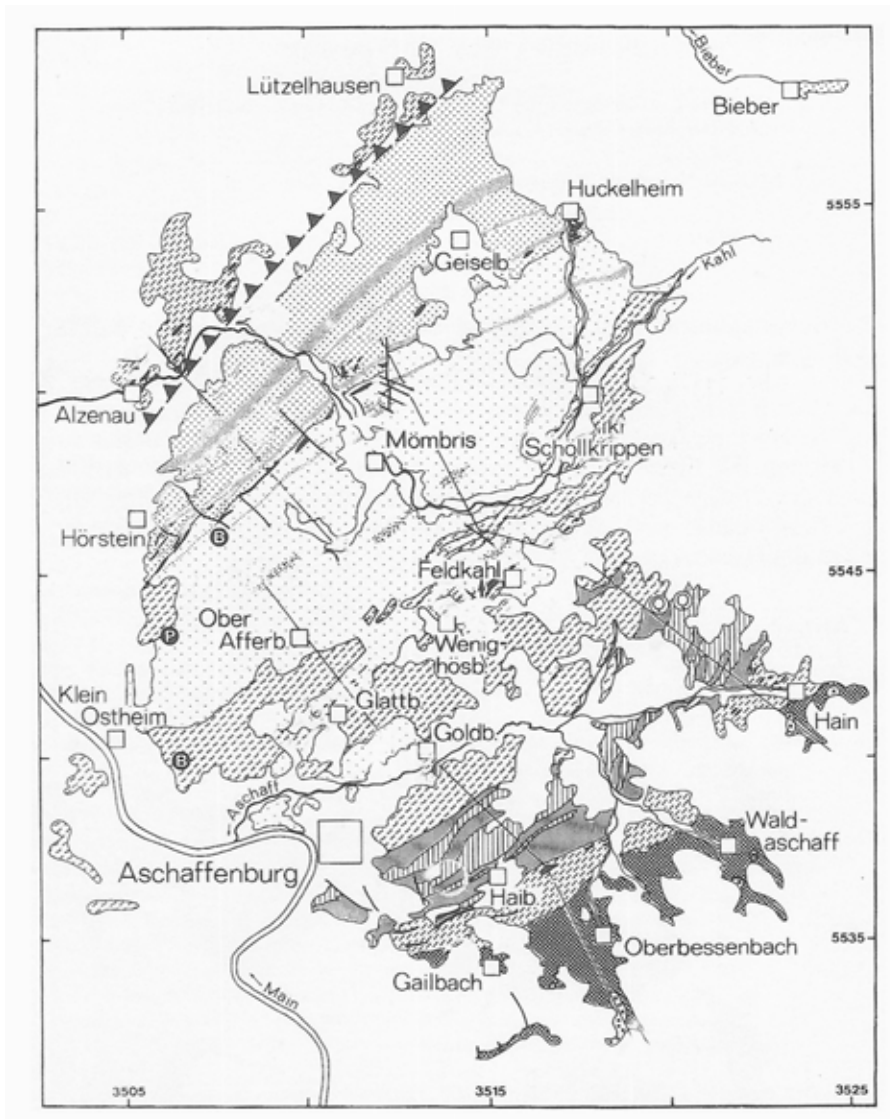 Lützelhausen
Bieber
Bieber
Huckelheim
5555
Geiselb.
Kahl
Alzenau
Mömbris
Schollkrippen
Hörstein
B
Feldkahl
5545
P
Ober
Afferb.
Wenig-
hösb.
Klein
Ostheim
Glattb.
Goldb.
Hain
B
Aschaff
Wald-
aschaff
Aschaffenburg
Haib.
Oberbessenbach
5535
Gailbach
Main
3505
3515
3525